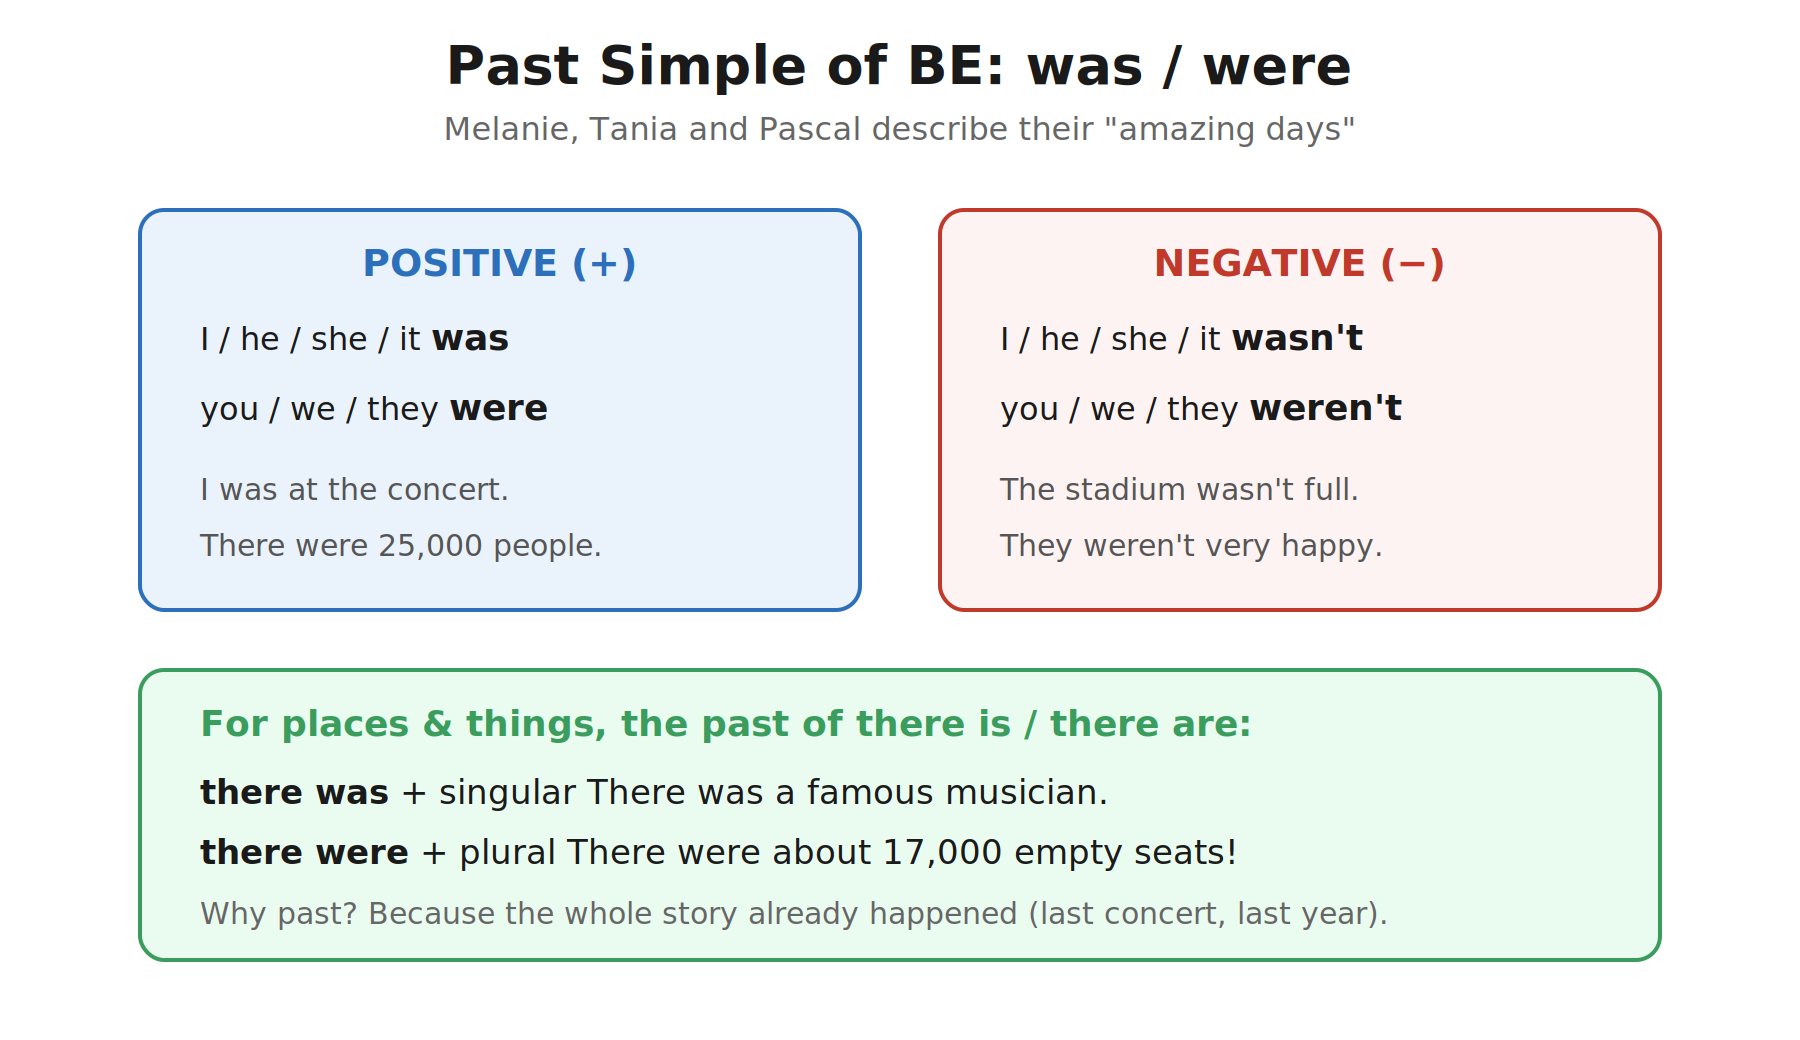 Past Simple of BE: was / were
Melanie, Tania and Pascal describe their "amazing days"
POSITIVE (+)
I / he / she / it was
you / we / they were
I was at the concert.
There were 25,000 people.
NEGATIVE (−)
I / he / she / it wasn't
you / we / they weren't
The stadium wasn't full.
They weren't very happy.
For places & things, the past of there is / there are:
there was + singular There was a famous musician.
there were + plural There were about 17,000 empty seats!
Why past? Because the whole story already happened (last concert, last year).